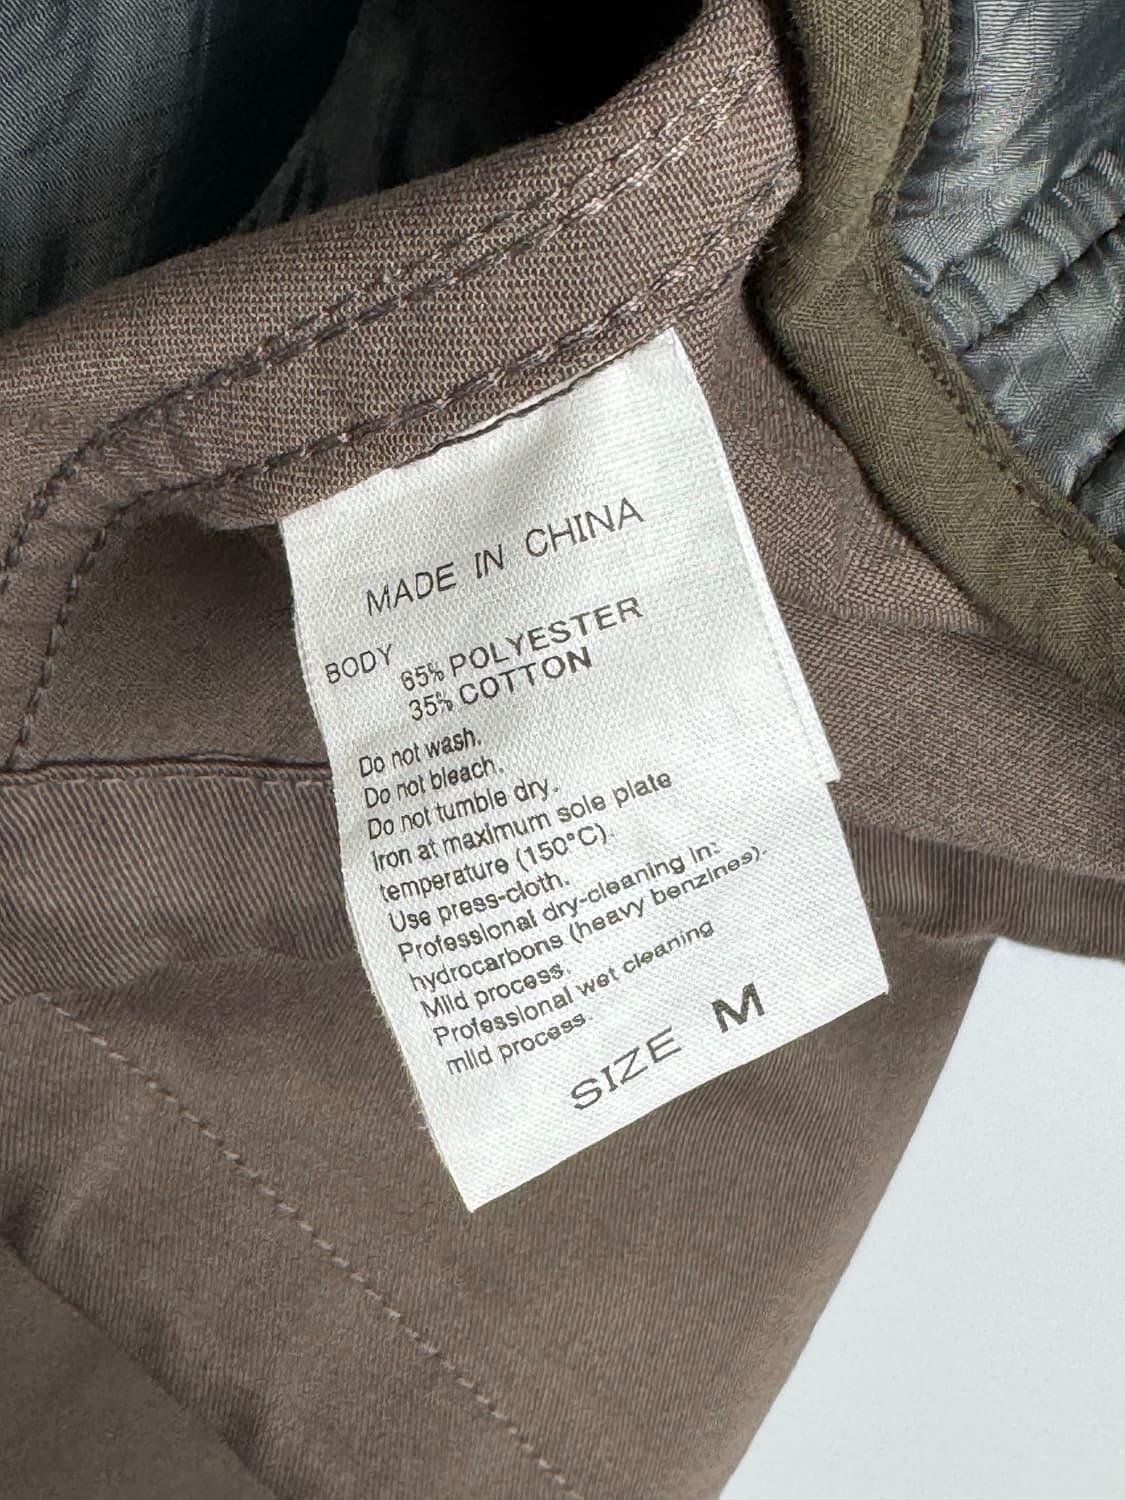 MADE IN CHINA
BODY 65% POLYESTER
35% COTTON
Do not wash.
Do not bleach.
Do not tumble dry.
Iron at maximum sole plate
temperature (150°C).
Use press-cloth.
Professional dry-cleaning in:
hydrocarbons (heavy benzines).
Mild process.
Professional wet cleaning
mild process.
SIZE M